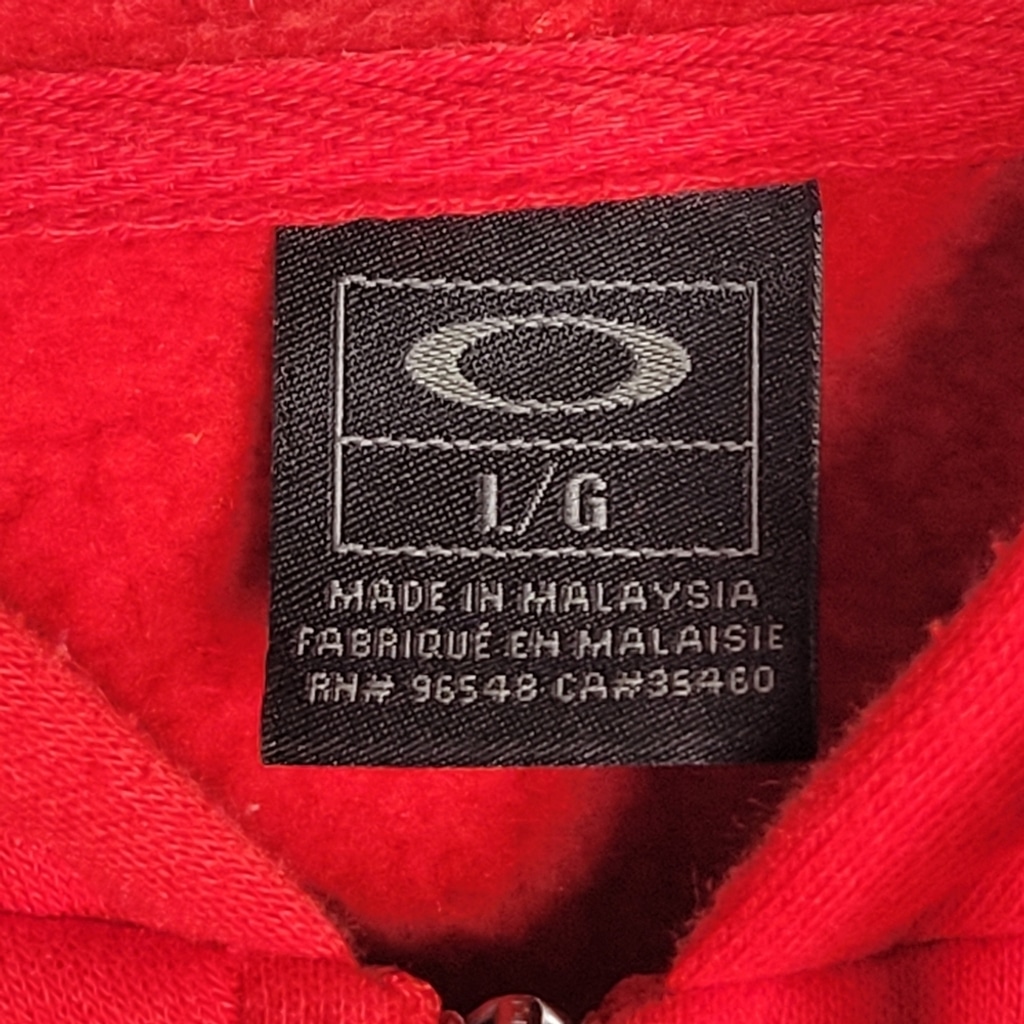 L/G
MADE IN MALAYSIA
FABRIQUÉ EN MALAISIE
RN# 96548 CA#35460